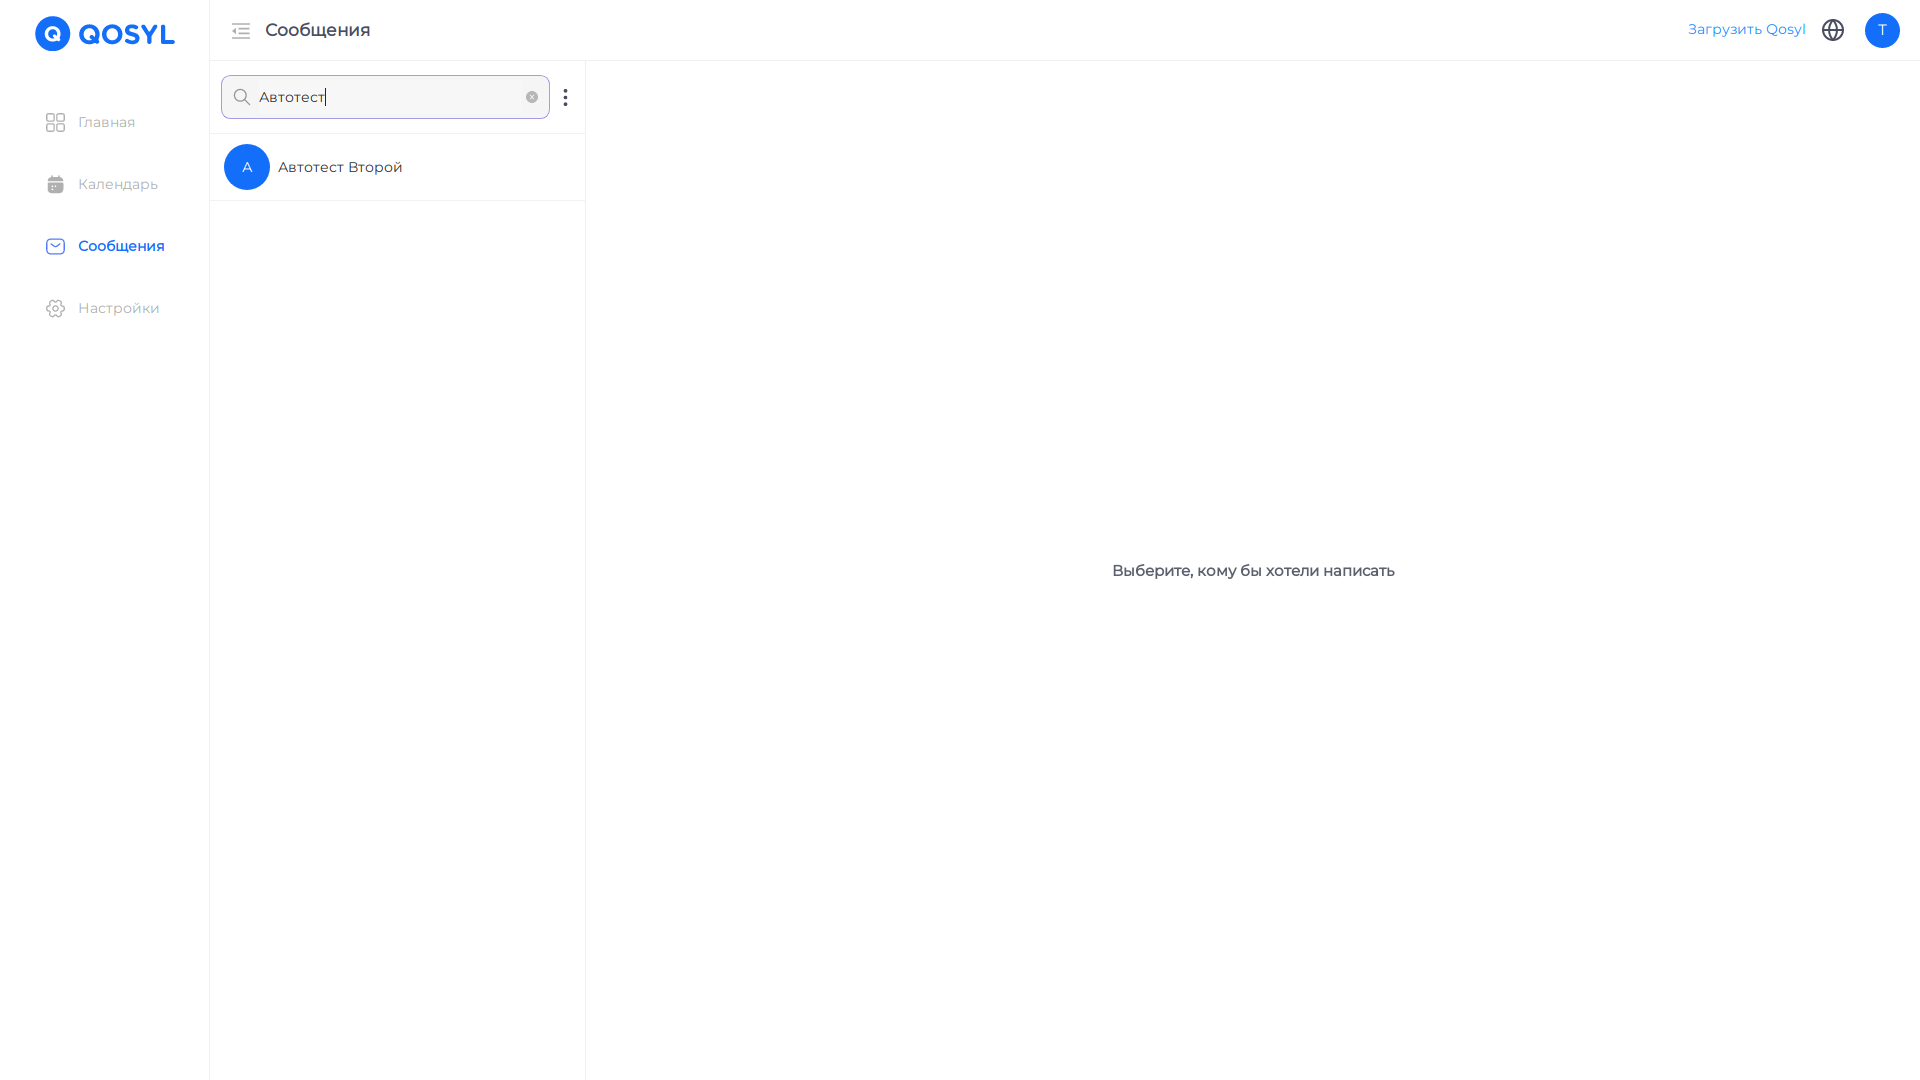 QOSYL
Главная
Календарь
Сообщения
Настройки
Сообщения
Загрузить Qosyl
T
Автотест
А
Автотест Второй
Выберите, кому бы хотели написать